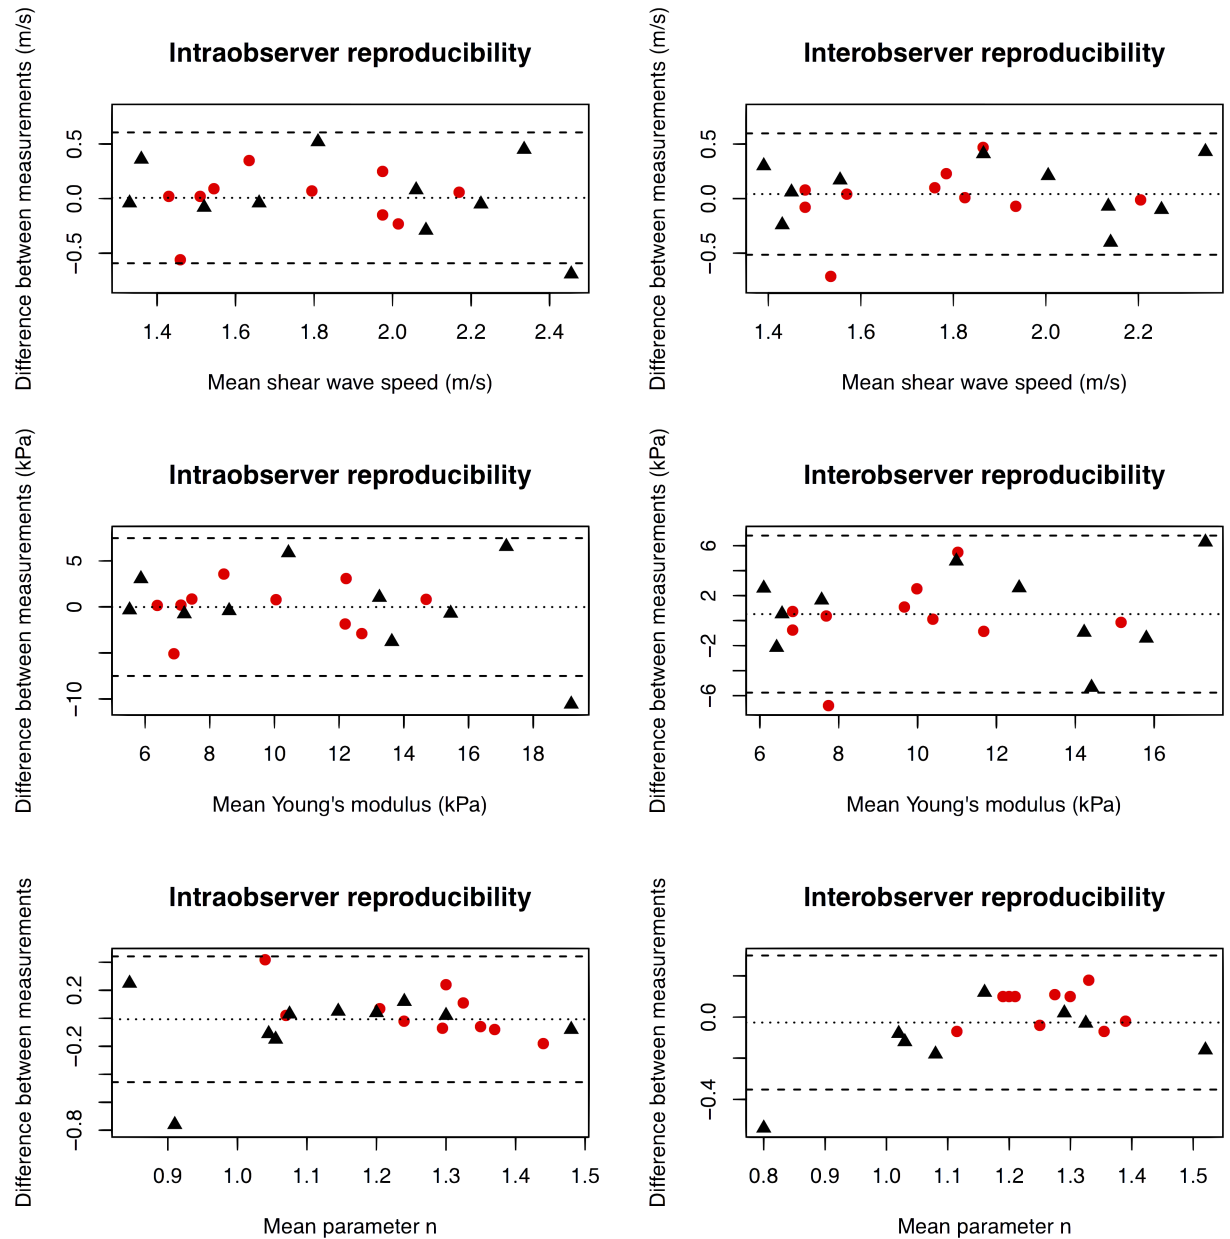 Intraobserver reproducibility
Difference between measurements (m/s)
0.5
0.0
−0.5
1.4 1.6 1.8 2.0 2.2 2.4
Mean shear wave speed (m/s)
Interobserver reproducibility
Difference between measurements (m/s)
0.5
0.0
−0.5
1.4 1.6 1.8 2.0 2.2
Mean shear wave speed (m/s)
Intraobserver reproducibility
Difference between measurements (kPa)
5
0
−10
6 8 10 12 14 16 18
Mean Young's modulus (kPa)
Interobserver reproducibility
Difference between measurements (kPa)
6
2
−2
−6
6 8 10 12 14 16
Mean Young's modulus (kPa)
Intraobserver reproducibility
Difference between measurements
0.2
−0.2
−0.8
0.9 1.0 1.1 1.2 1.3 1.4 1.5
Mean parameter n
Interobserver reproducibility
Difference between measurements
0.0
−0.4
0.8 0.9 1.0 1.1 1.2 1.3 1.4 1.5
Mean parameter n